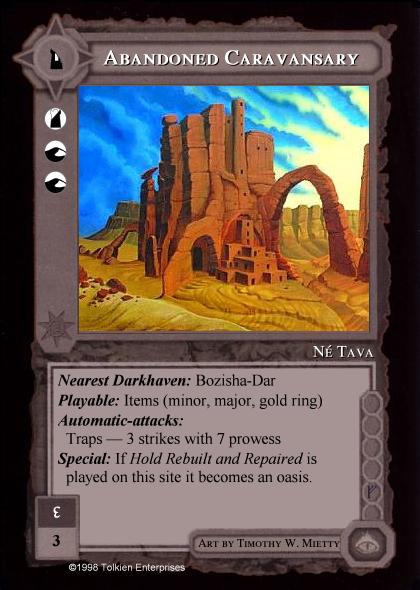 Abandoned Caravansary
Né Tava
Nearest Darkhaven: Bozisha-Dar
Playable: Items (minor, major, gold ring)
Automatic-attacks:
Traps — 3 strikes with 7 prowess
Special: If Hold Rebuilt and Repaired is
played on this site it becomes an oasis.
ε
3
Art by Timothy W. Mietty
©1998 Tolkien Enterprises